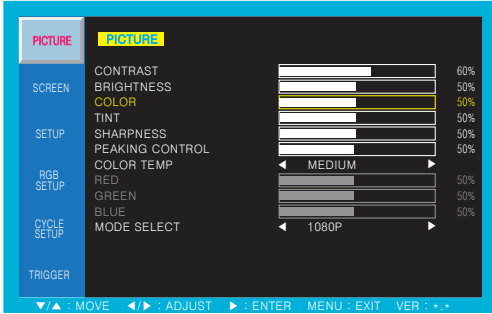 PICTURE
PICTURE
CONTRAST 60%
SCREEN
BRIGHTNESS 50%
COLOR 50%
TINT 50%
SETUP
SHARPNESS 50%
PEAKING CONTROL 50%
COLOR TEMP ◀ MEDIUM ▶
RGB
SETUP
RED 50%
GREEN 50%
BLUE 50%
CYCLE
SETUP
MODE SELECT ◀ 1080P ▶
TRIGGER
▼/▲ : MOVE ◀/▶ : ADJUST ▶ : ENTER MENU : EXIT VER : *.*